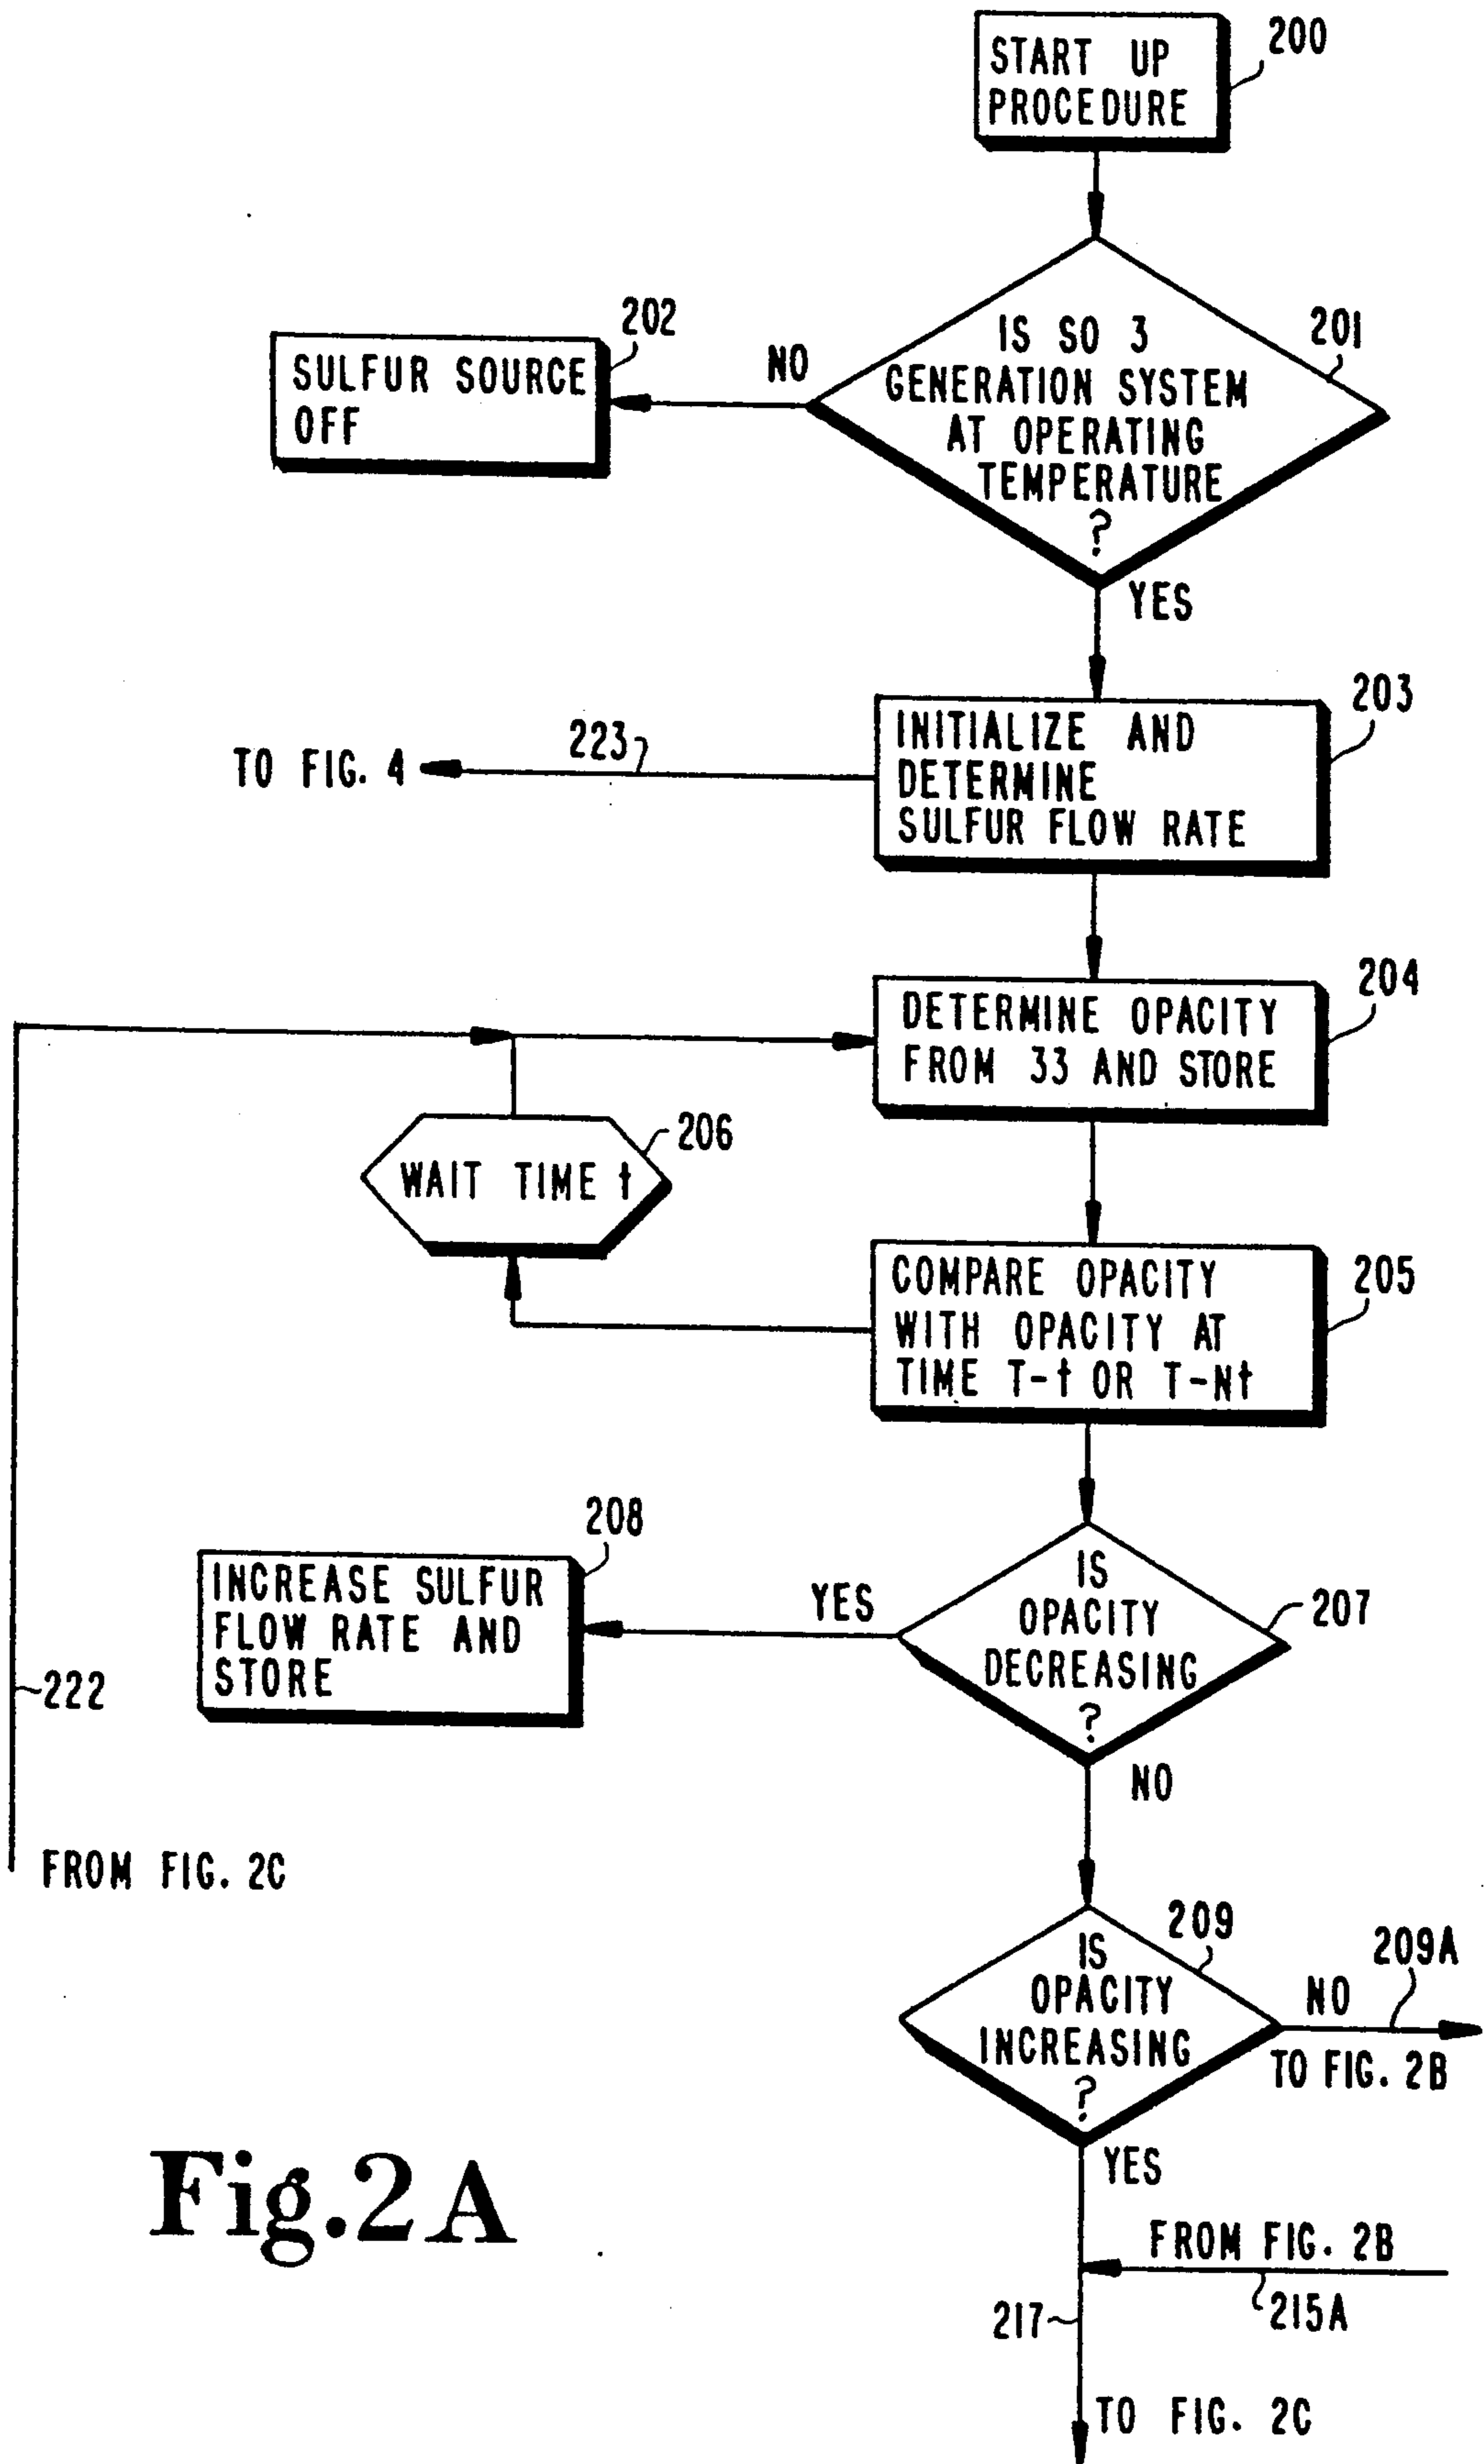 START UP
PROCEDURE
200
IS SO 3
GENERATION SYSTEM
AT OPERATING
TEMPERATURE
?
201
NO
202
SULFUR SOURCE
OFF
YES
INITIALIZE AND
DETERMINE
SULFUR FLOW RATE
203
223
TO FIG. 4
DETERMINE OPACITY
FROM 33 AND STORE
204
WAIT TIME t
206
COMPARE OPACITY
WITH OPACITY AT
TIME T-t OR T-Nt
205
IS
OPACITY
DECREASING
?
207
YES
208
INCREASE SULFUR
FLOW RATE AND
STORE
222
NO
FROM FIG. 2C
IS
OPACITY
INCREASING
?
209
NO
209A
TO FIG. 2B
YES
FROM FIG. 2B
215A
217
TO FIG. 2C
Fig.2A